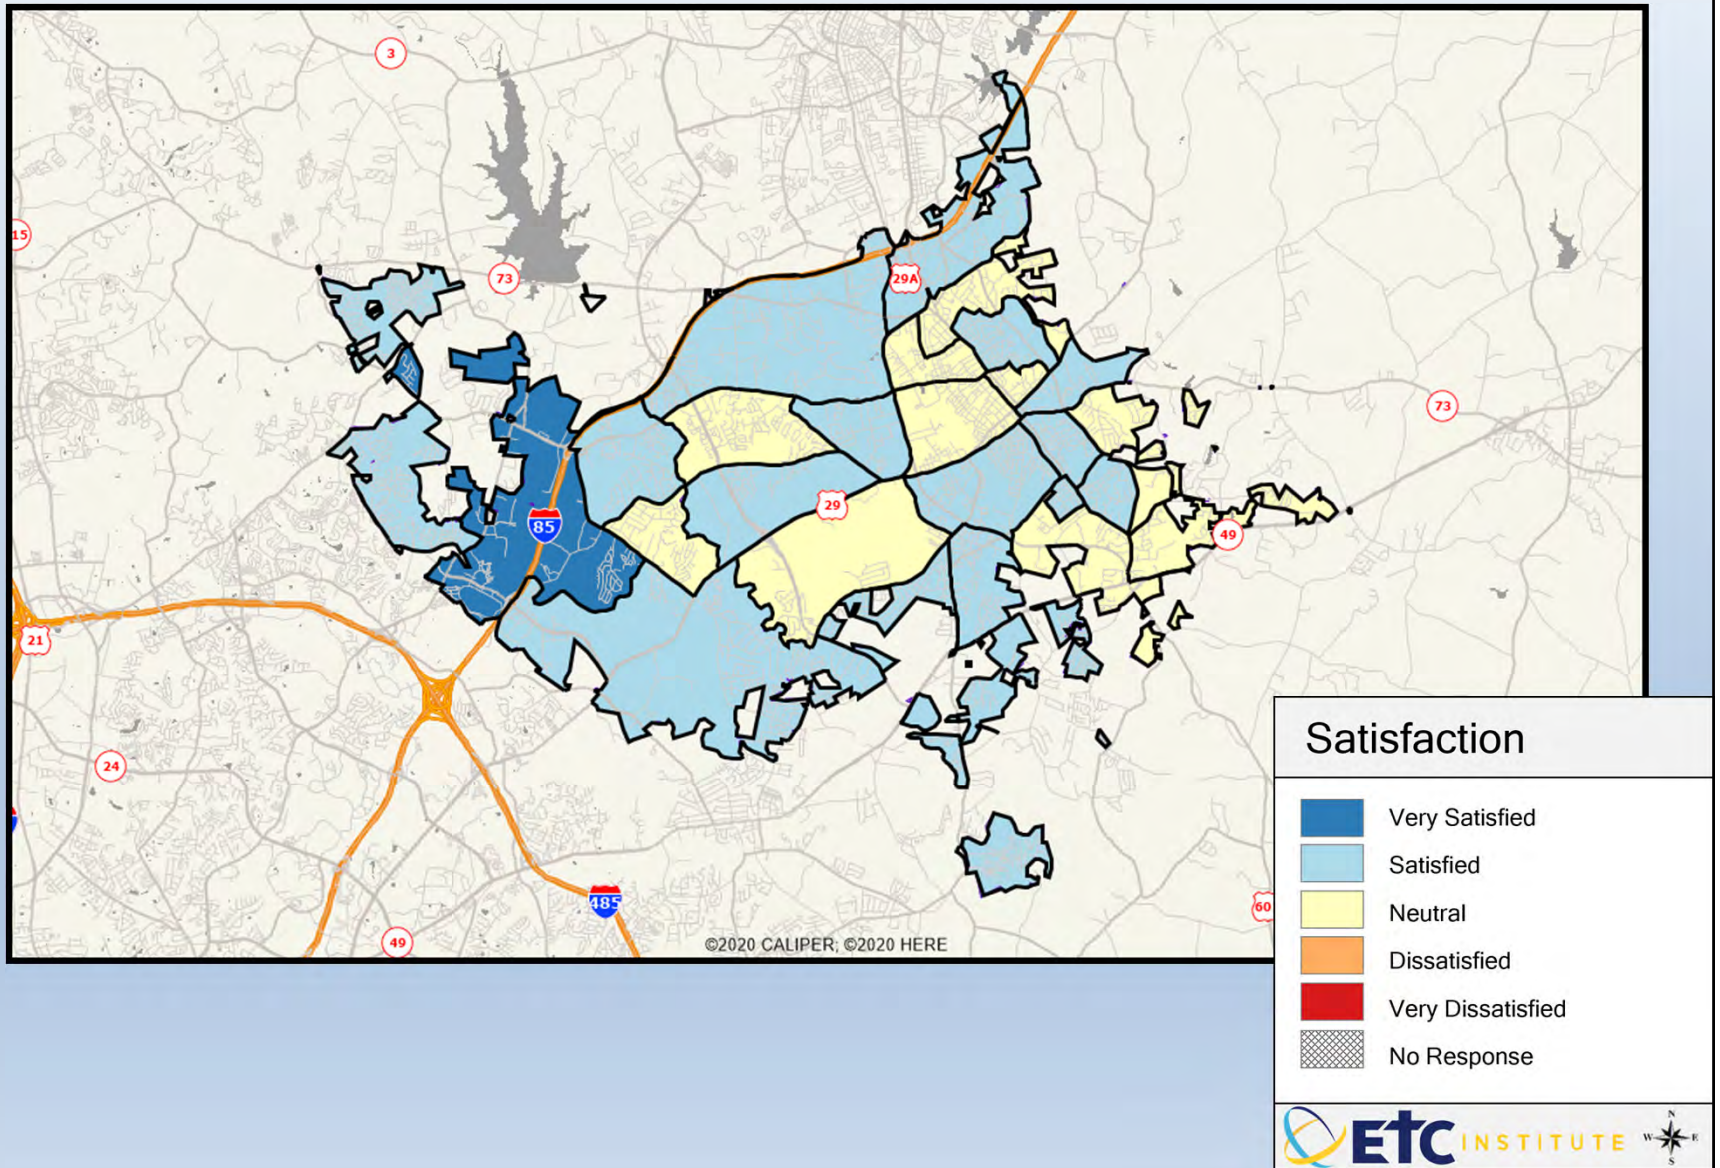 3
15
73
29A
73
29
85
49
21
24
485
49
60
©2020 CALIPER; ©2020 HERE
Satisfaction
Very Satisfied
Satisfied
Neutral
Dissatisfied
Very Dissatisfied
No Response
ETC INSTITUTE
N
W E
S